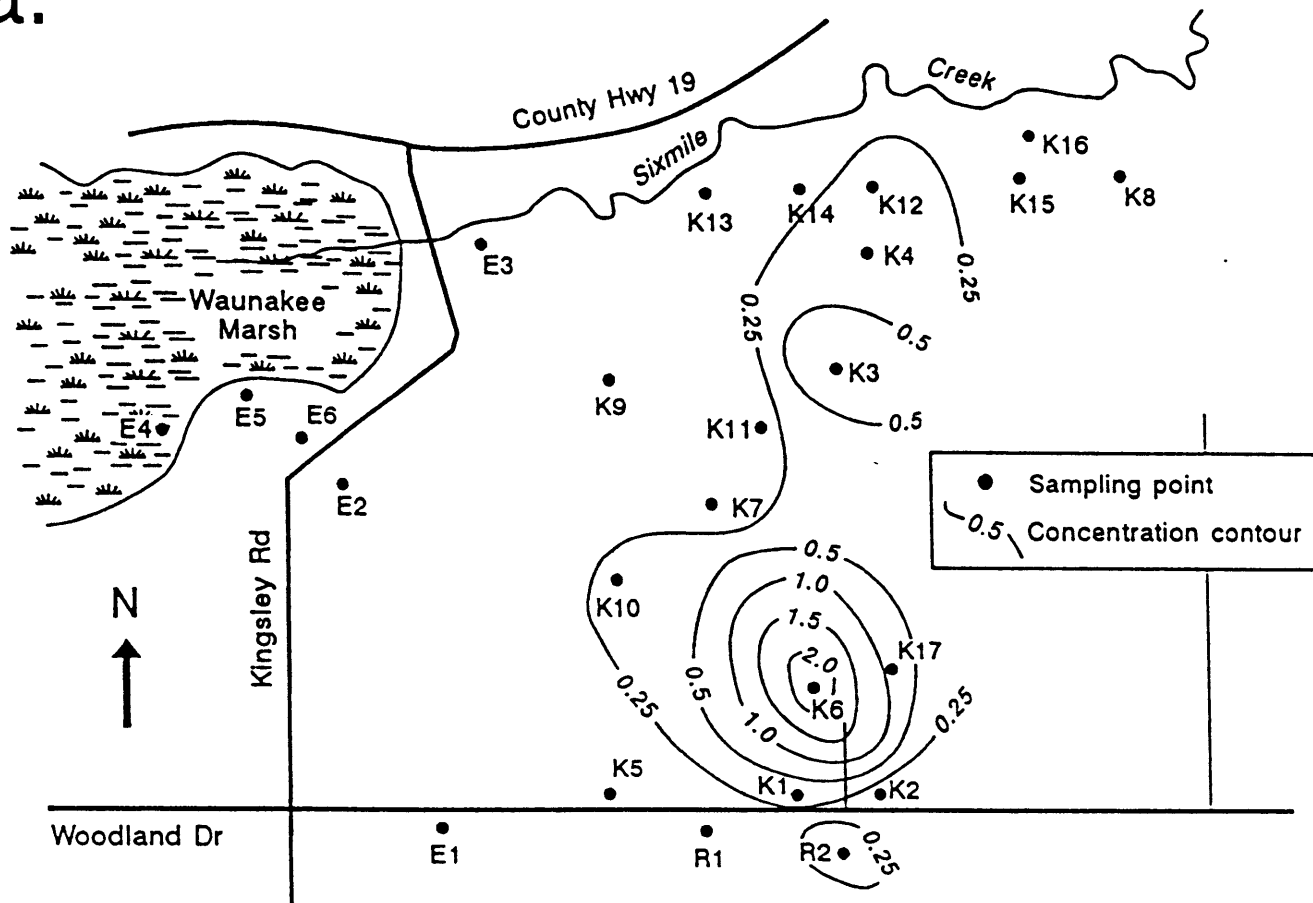 a.
County Hwy 19
Creek
Sixmile
K16
K15
K8
K13
K14
K12
E3
K4
0.25
Waunakee
Marsh
0.25
0.5
K3
K9
E5
E6
E4
K11
0.5
E2
K7
Sampling point
0.5 Concentration contour
0.5
Kingsley Rd
N
K10
1.0
1.5
2.0
K17
0.5
K6
0.25
1.0
0.25
K5
K1
K2
Woodland Dr
E1
R1
R2
0.25